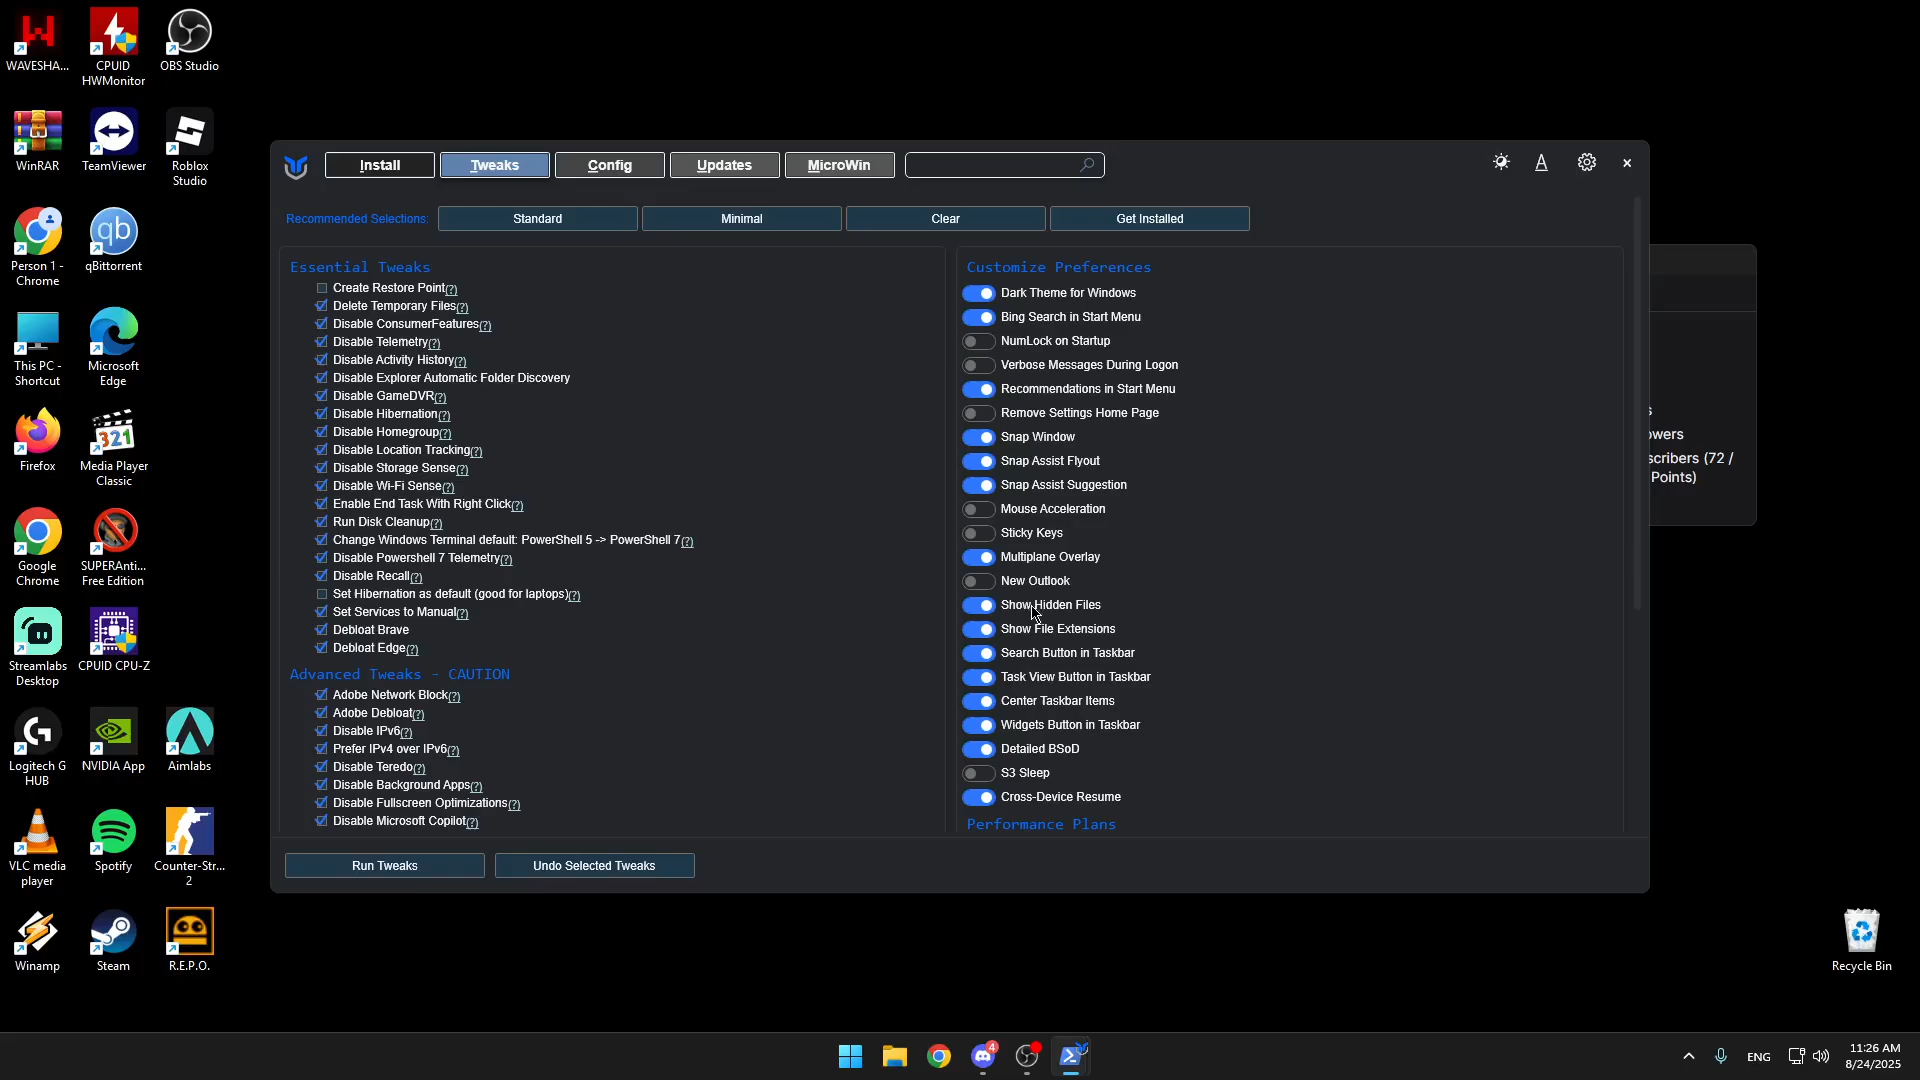 WAVESHA...
CPUID
HWMonitor
OBS Studio
WinRAR
TeamViewer
Roblox
Studio
Person 1 -
Chrome
qBittorrent
This PC -
Shortcut
Microsoft
Edge
Firefox
Media Player
Classic
Google
Chrome
SUPERAnti...
Free Edition
Streamlabs
Desktop
CPUID CPU-Z
Logitech G
HUB
NVIDIA App
Aimlabs
VLC media
player
Spotify
Counter-Str...
2
Winamp
Steam
R.E.P.O.
Install
Tweaks
Config
Updates
MicroWin
Recommended Selections:
Standard
Minimal
Clear
Get Installed
Essential Tweaks
Create Restore Point(?)
Delete Temporary Files(?)
Disable ConsumerFeatures(?)
Disable Telemetry(?)
Disable Activity History(?)
Disable Explorer Automatic Folder Discovery
Disable GameDVR(?)
Disable Hibernation(?)
Disable Homegroup(?)
Disable Location Tracking(?)
Disable Storage Sense(?)
Disable Wi-Fi Sense(?)
Enable End Task With Right Click(?)
Run Disk Cleanup(?)
Change Windows Terminal default: PowerShell 5 -> PowerShell 7(?)
Disable Powershell 7 Telemetry(?)
Disable Recall(?)
Set Hibernation as default (good for laptops)(?)
Set Services to Manual(?)
Debloat Brave
Debloat Edge(?)
Advanced Tweaks - CAUTION
Adobe Network Block(?)
Adobe Debloat(?)
Disable IPv6(?)
Prefer IPv4 over IPv6(?)
Disable Teredo(?)
Disable Background Apps(?)
Disable Fullscreen Optimizations(?)
Disable Microsoft Copilot(?)
Customize Preferences
Dark Theme for Windows
Bing Search in Start Menu
NumLock on Startup
Verbose Messages During Logon
Recommendations in Start Menu
Remove Settings Home Page
Snap Window
Snap Assist Flyout
Snap Assist Suggestion
Mouse Acceleration
Sticky Keys
Multiplane Overlay
New Outlook
Show Hidden Files
Show File Extensions
Search Button in Taskbar
Task View Button in Taskbar
Center Taskbar Items
Widgets Button in Taskbar
Detailed BSoD
S3 Sleep
Cross-Device Resume
Performance Plans
Run Tweaks
Undo Selected Tweaks
s
owers
scribers (72 /
Points)
Recycle Bin
4
ENG
11:26 AM
8/24/2025